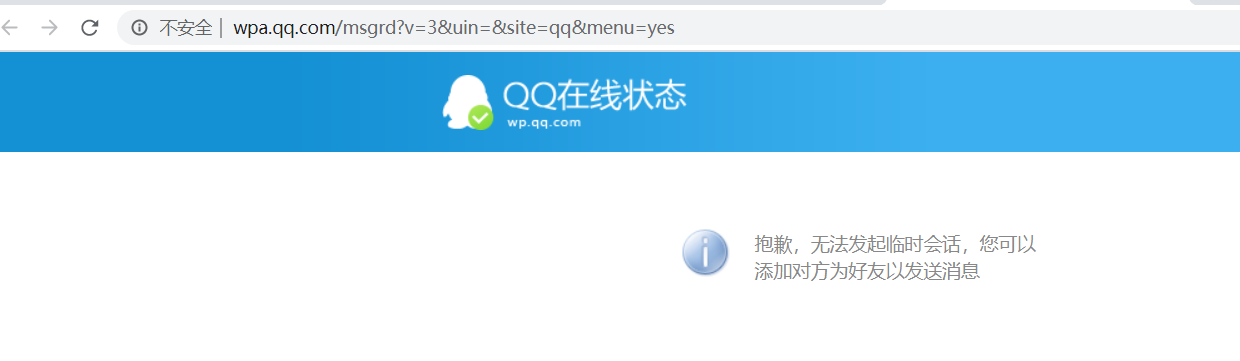 不安全 | wpa.qq.com/msgrd?v=3&uin=&site=qq&menu=yes
QQ在线状态
wp.qq.com
抱歉，无法发起临时会话，您可以
添加对方为好友以发送消息